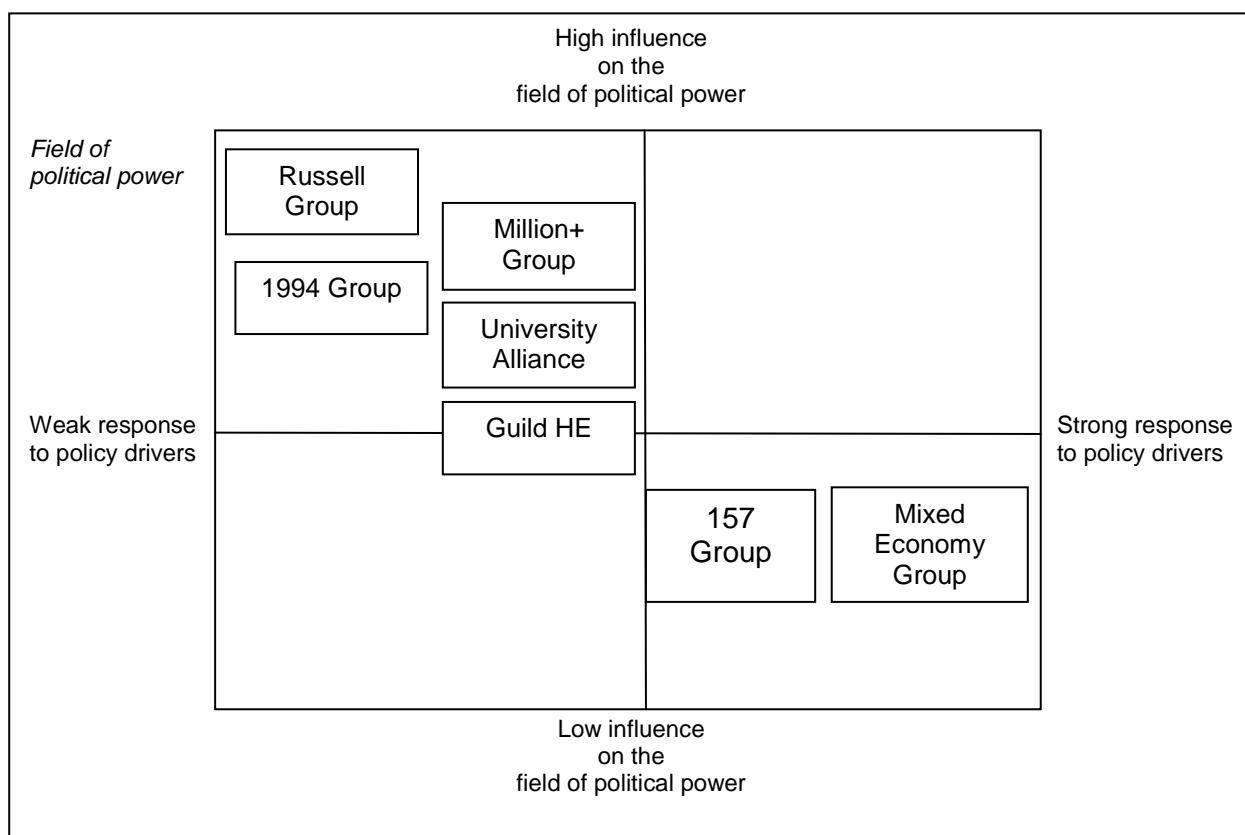 High influence
on the
field of political power
Field of
political power
Russell
Group
Million+
Group
1994 Group
University
Alliance
Weak response
to policy drivers
Guild HE
Strong response
to policy drivers
157
Group
Mixed
Economy
Group
Low influence
on the
field of political power